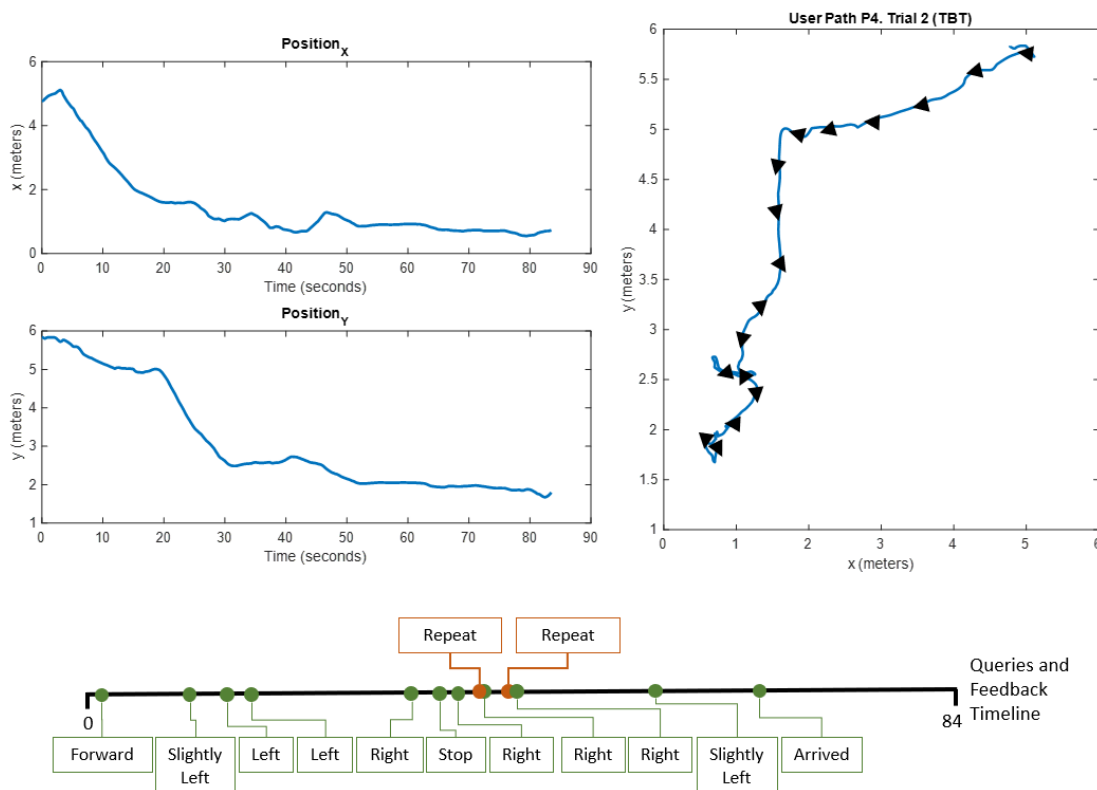 Position_X
6
4
2
0
x (meters)
0 10 20 30 40 50 60 70 80 90
Time (seconds)
Position_Y
6
5
4
3
2
1
y (meters)
0 10 20 30 40 50 60 70 80 90
Time (seconds)
User Path P4. Trial 2 (TBT)
6
5.5
5
4.5
4
3.5
3
2.5
2
1.5
1
y (meters)
0 1 2 3 4 5 6
x (meters)
Repeat
Repeat
Queries and
Feedback
Timeline
0
84
Forward
Slightly
Left
Left
Left
Right
Stop
Right
Right
Right
Slightly
Left
Arrived